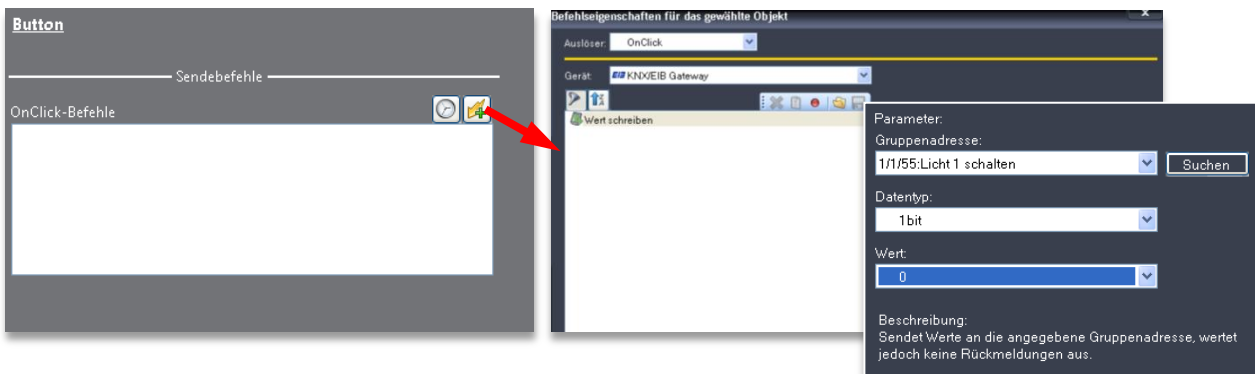 Button
Sendebefehle
OnClick-Befehle
Befehlseigenschaften für das gewählte Objekt
Auslöser: OnClick
Gerät: EIB KNX/EIB Gateway
Wert schreiben
Parameter:
Gruppenadresse:
1/1/55:Licht 1 schalten
Suchen
Datentyp:
1bit
Wert:
0
Beschreibung:
Sendet Werte an die angegebene Gruppenadresse, wertet
jedoch keine Rückmeldungen aus.